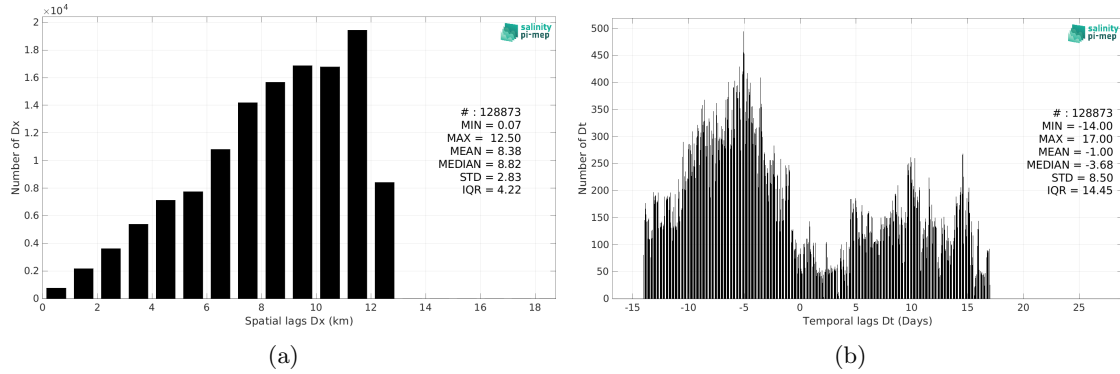 ×10⁴
2
1.8
1.6
1.4
1.2
1
0.8
0.6
0.4
0.2
0
Number of Dx
0 2 4 6 8 10 12 14 16 18
Spatial lags Dx (km)
salinity
pi-mep
# : 128873
MIN = 0.07
MAX = 12.50
MEAN = 8.38
MEDIAN = 8.82
STD = 2.83
IQR = 4.22
(a)
500
450
400
350
300
250
200
150
100
50
0
Number of Dt
-15 -10 -5 0 5 10 15 20 25
Temporal lags Dt (Days)
salinity
pi-mep
# : 128873
MIN = -14.00
MAX = 17.00
MEAN = -1.00
MEDIAN = -3.68
STD = 8.50
IQR = 14.45
(b)